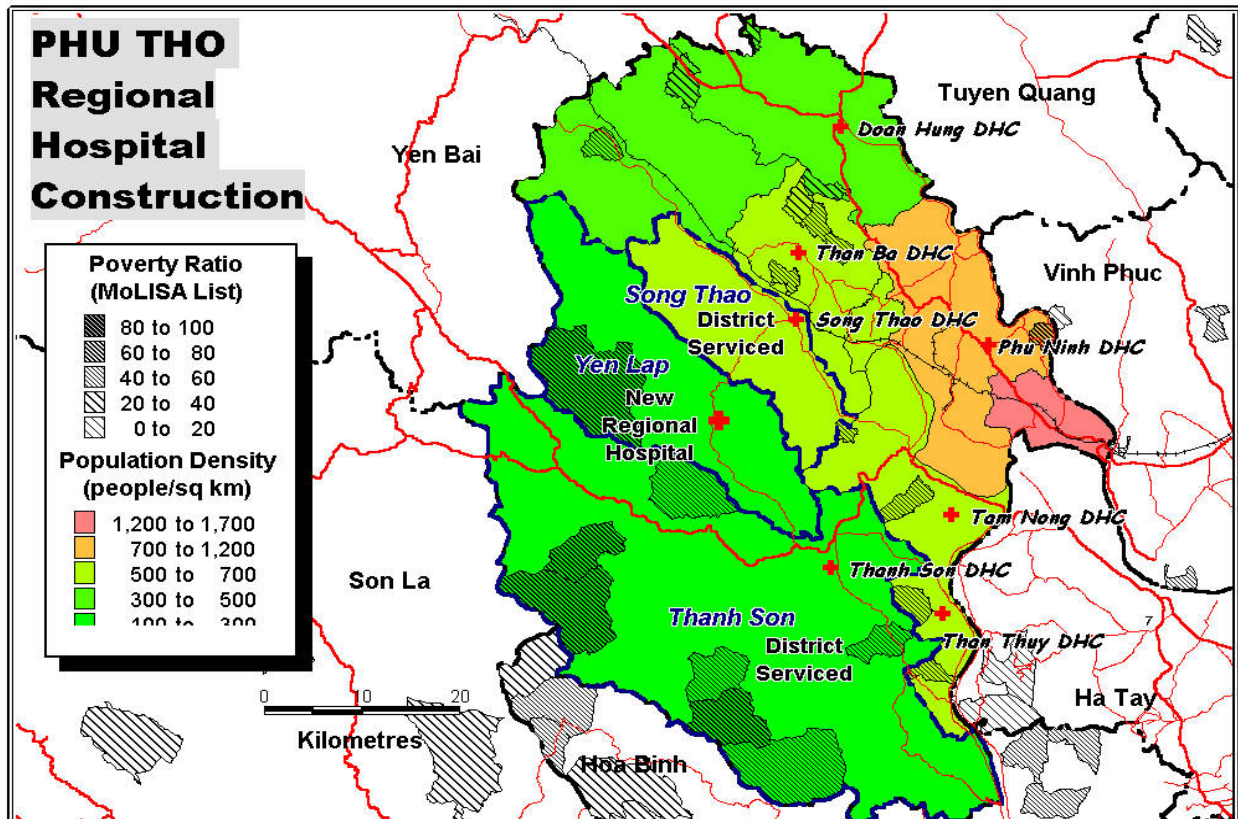 PHU THO
Regional
Hospital
Construction
Poverty Ratio
(MoLISA List)
80 to 100
60 to 80
40 to 60
20 to 40
0 to 20
Population Density
(people/sq km)
1,200 to 1,700
700 to 1,200
500 to 700
300 to 500
100 to 300
0 10 20
Kilometres
Yen Bai
Tuyen Quang
Vinh Phuc
Son La
Hoa Binh
Ha Tay
7
Doan Hung DHC
Than Ba DHC
Song Thao
District
Serviced
Song Thao DHC
Phu Ninh DHC
Yen Lap
New
Regional
Hospital
Tam Nong DHC
Thanh Son DHC
Thanh Son
District
Serviced
Than Thuy DHC